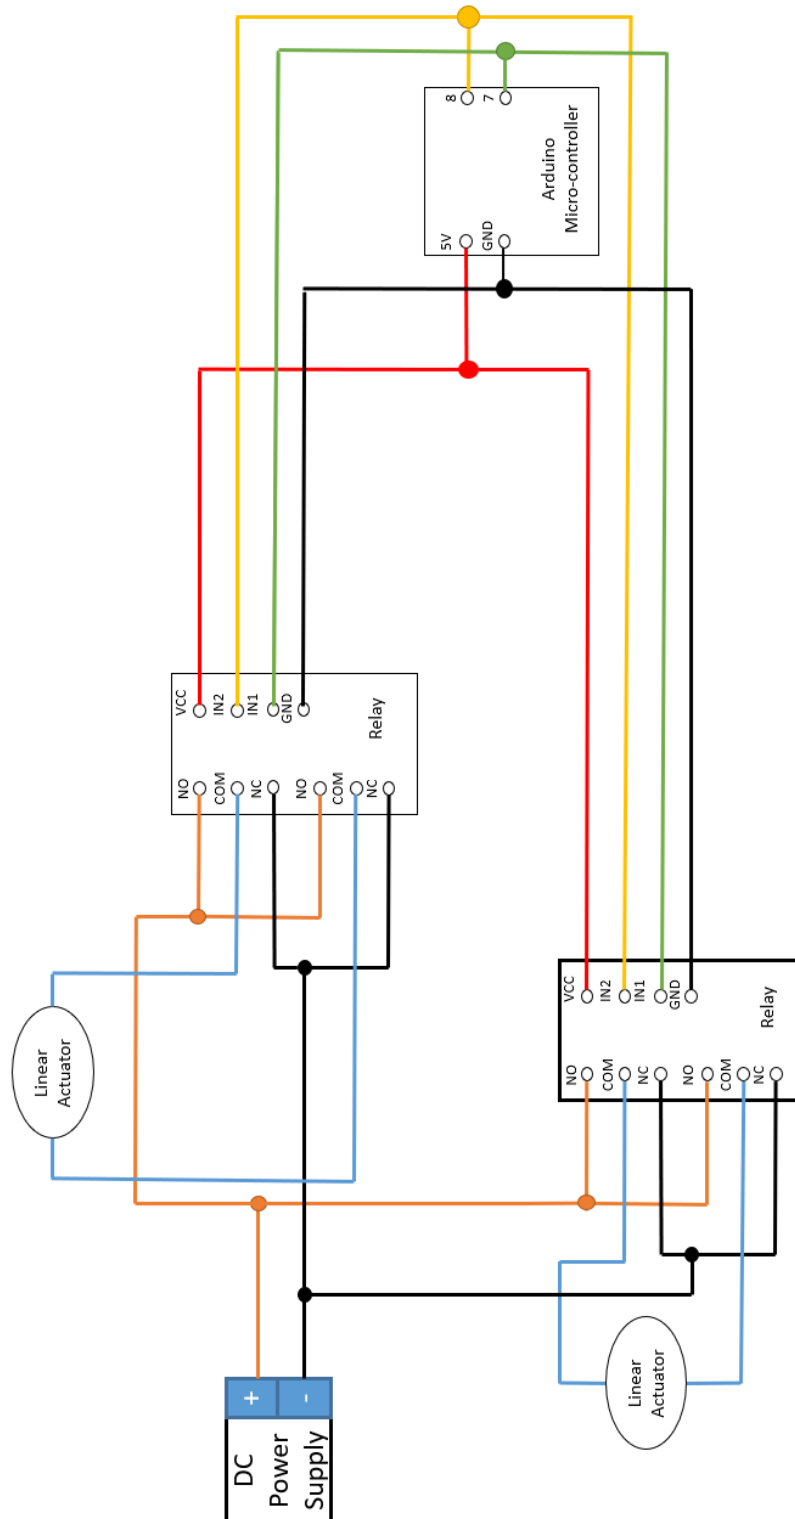 8
7
Arduino
Micro-controller
5V
GND
VCC
IN2
IN1
GND
Relay
NO
COM
NC
NO
COM
NC
VCC
IN2
IN1
GND
Relay
NO
COM
NC
NO
COM
NC
Linear
Actuator
Linear
Actuator
+
-
DC
Power
Supply